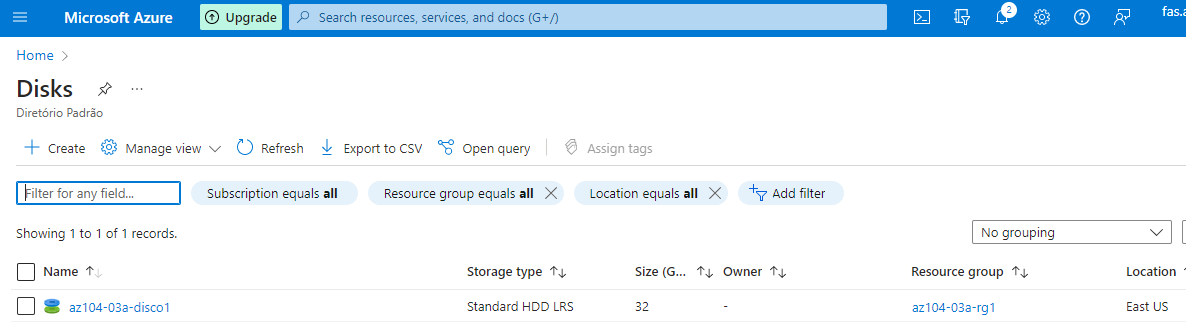 Microsoft Azure Upgrade Search resources, services, and docs (G+/) 2 fas.a
Home >
Disks ...
Diretório Padrão
Create Manage view Refresh Export to CSV Open query Assign tags
Filter for any field... Subscription equals all Resource group equals all Location equals all Add filter
Showing 1 to 1 of 1 records. No grouping
Name Storage type Size (G... Owner Resource group Location
az104-03a-disco1 Standard HDD LRS 32 - az104-03a-rg1 East US